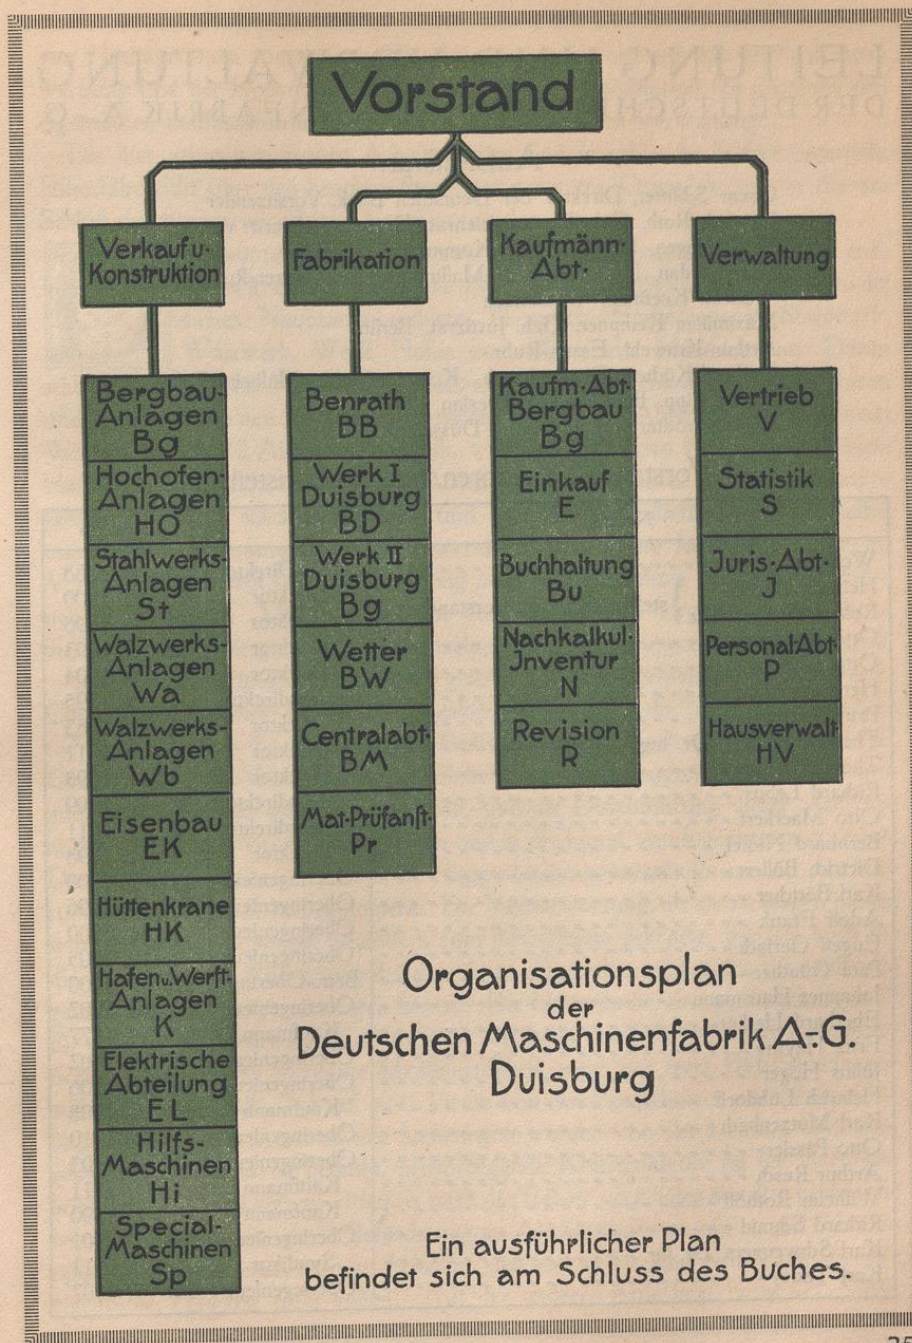 Vorstand
Verkauf u.
Konstruktion
Bergbau-
Anlagen
Bg
Hochofen-
Anlagen
HO
Stahlwerks-
Anlagen
St
Walzwerks-
Anlagen
Wa
Walzwerks-
Anlagen
Wb
Eisenbau
EK
Hüttenkrane
HK
Hafen u. Werft-
Anlagen
K
Elektrische
Abteilung
EL
Hilfs-
Maschinen
Hi
Special-
Maschinen
Sp
Fabrikation
Benrath
BB
Werk I
Duisburg
BD
Werk II
Duisburg
Bg
Wetter
BW
Centralabt.
BM
Mat.-Prüfanst.
Pr
Kaufmänn.
Abt.
Kaufm.-Abt.
Bergbau
Bg
Einkauf
E
Buchhaltung
Bu
Nachkalkul.
Jnventur
N
Revision
R
Verwaltung
Vertrieb
V
Statistik
S
Juris.-Abt.
J
Personal-Abt.
P
Hausverwalt.
HV
Organisationsplan
der
Deutschen Maschinenfabrik A.-G.
Duisburg
Ein ausführlicher Plan
befindet sich am Schluss des Buches.